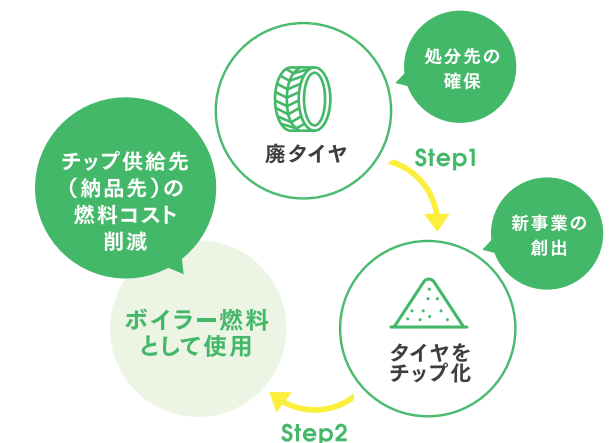 処分先の
確保
廃タイヤ
Step1
チップ供給先
（納品先）の
燃料コスト
削減
新事業の
創出
タイヤを
チップ化
ボイラー燃料
として使用
Step2